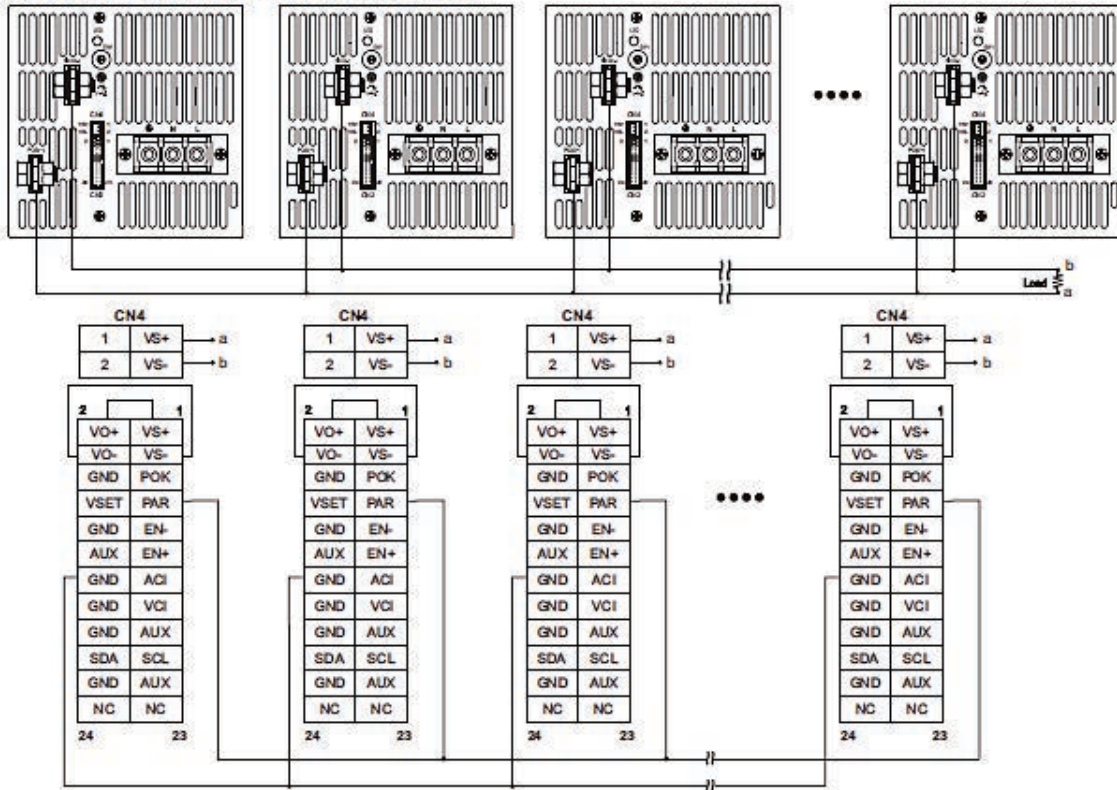 N L N L N L N L
b
Load
a
CN4 CN4 CN4 CN4
1 VS+ a 1 VS+ a 1 VS+ a 1 VS+ a
2 VS- b 2 VS- b 2 VS- b 2 VS- b
2 1 2 1 2 1 2 1
VO+ VS+ VO+ VS+ VO+ VS+ VO+ VS+
VO- VS- VO- VS- VO- VS- VO- VS-
GND POK GND POK GND POK GND POK
VSET PAR VSET PAR VSET PAR VSET PAR
GND EN- GND EN- GND EN- GND EN-
AUX EN+ AUX EN+ AUX EN+ AUX EN+
GND ACI GND ACI GND ACI GND ACI
GND VCI GND VCI GND VCI GND VCI
GND AUX GND AUX GND AUX GND AUX
SDA SCL SDA SCL SDA SCL SDA SCL
GND AUX GND AUX GND AUX GND AUX
NC NC NC NC NC NC NC NC
24 23 24 23 24 23 24 23